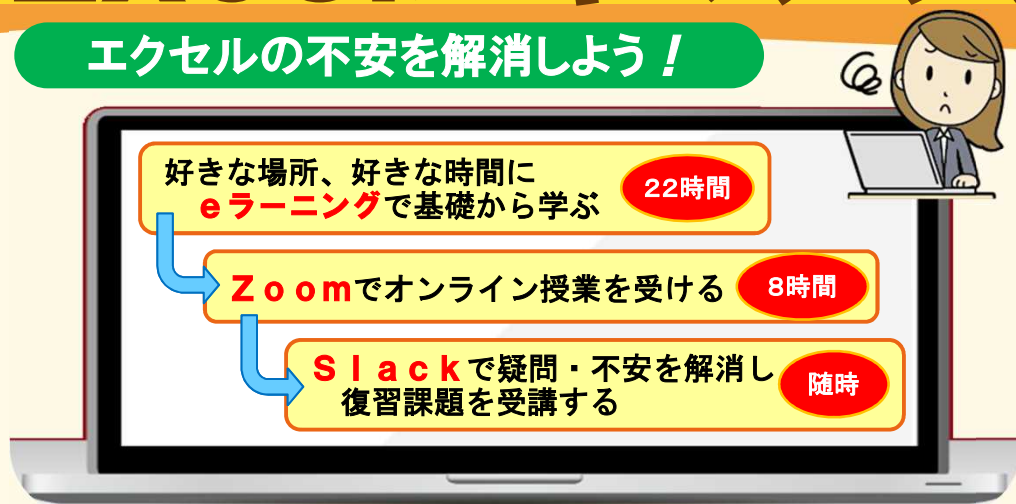 エクセルの不安を解消しよう!
好きな場所、好きな時間に
eラーニングで基礎から学ぶ
22時間
Zoomでオンライン授業を受ける
8時間
Slackで疑問・不安を解消し
復習課題を受講する
随時